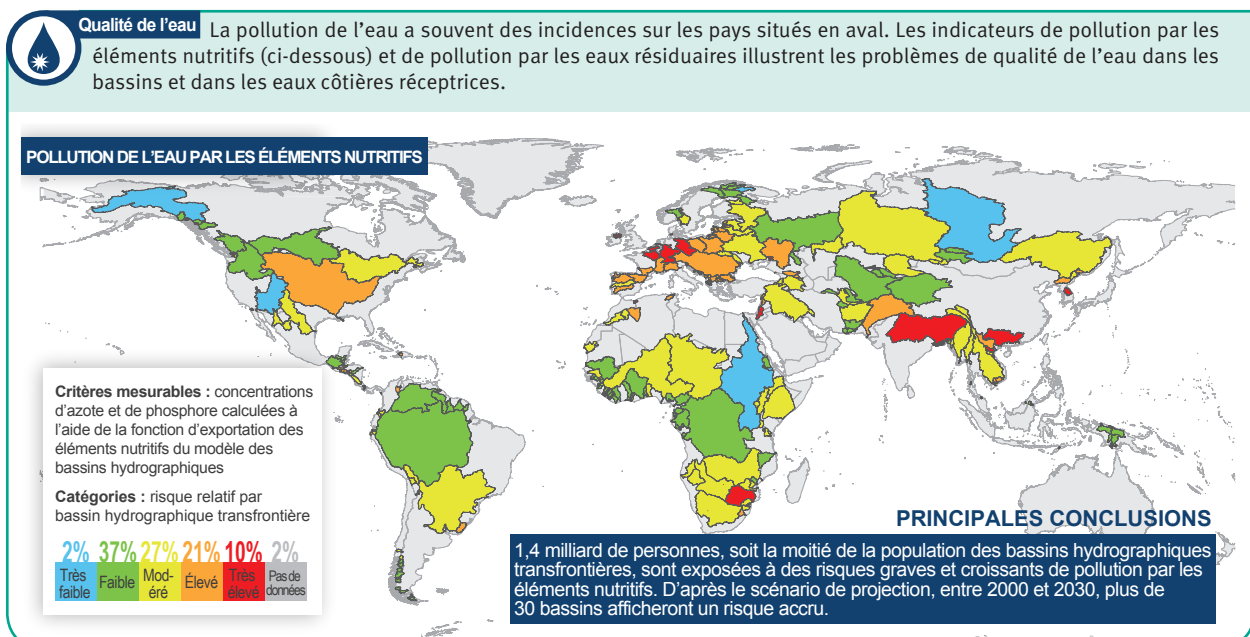 Qualité de l'eau La pollution de l'eau a souvent des incidences sur les pays situés en aval. Les indicateurs de pollution par les
éléments nutritifs (ci-dessous) et de pollution par les eaux résiduaires illustrent les problèmes de qualité de l'eau dans les
bassins et dans les eaux côtières réceptrices.
POLLUTION DE L'EAU PAR LES ÉLÉMENTS NUTRITIFS
Critères mesurables : concentrations
d'azote et de phosphore calculées à
l'aide de la fonction d'exportation des
éléments nutritifs du modèle des
bassins hydrographiques
Catégories : risque relatif par
bassin hydrographique transfrontière
2% 37% 27% 21% 10% 2%
Très faible Faible Mod-éré Élevé Très élevé Pas de données
PRINCIPALES CONCLUSIONS
1,4 milliard de personnes, soit la moitié de la population des bassins hydrographiques
transfrontières, sont exposées à des risques graves et croissants de pollution par les
éléments nutritifs. D'après le scénario de projection, entre 2000 et 2030, plus de
30 bassins afficheront un risque accru.